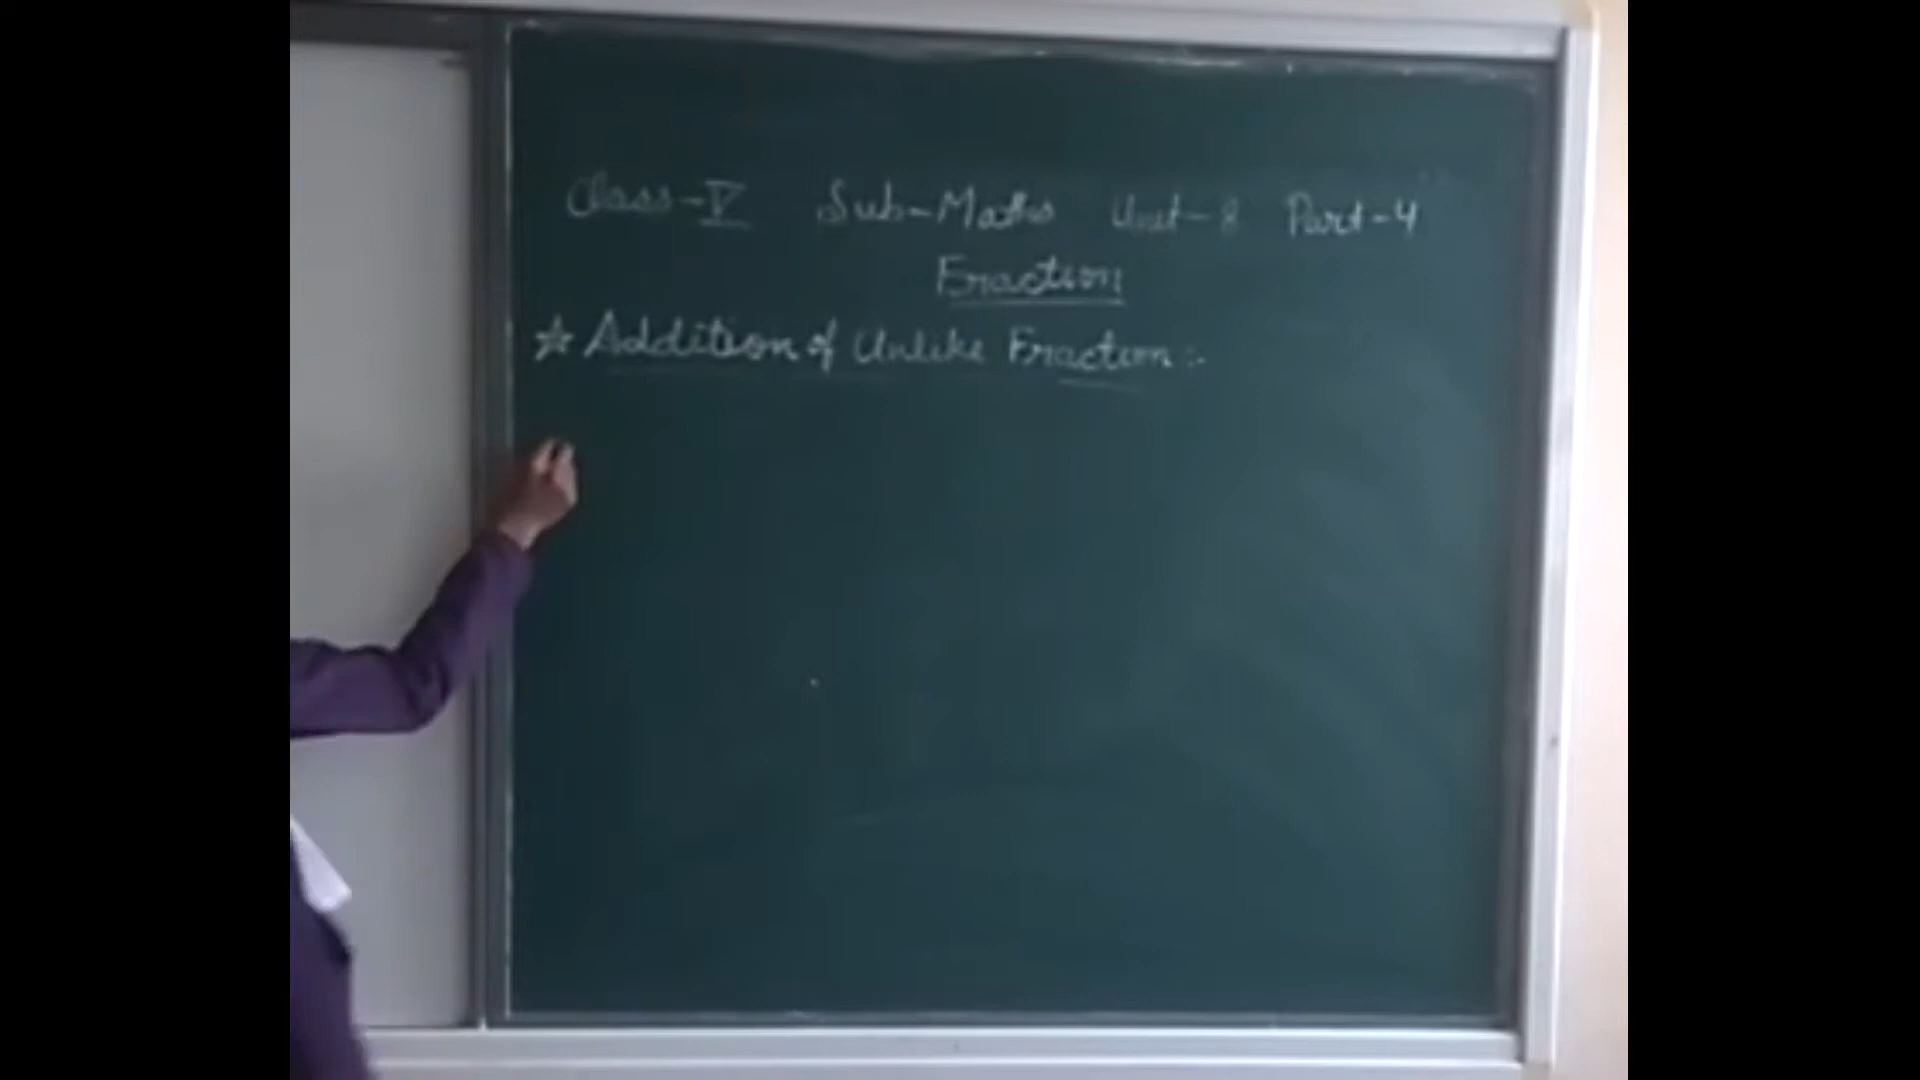 Class-V Sub-Maths Unit-8 Part-4
Fraction
☆ Addition of Unlike Fraction :-